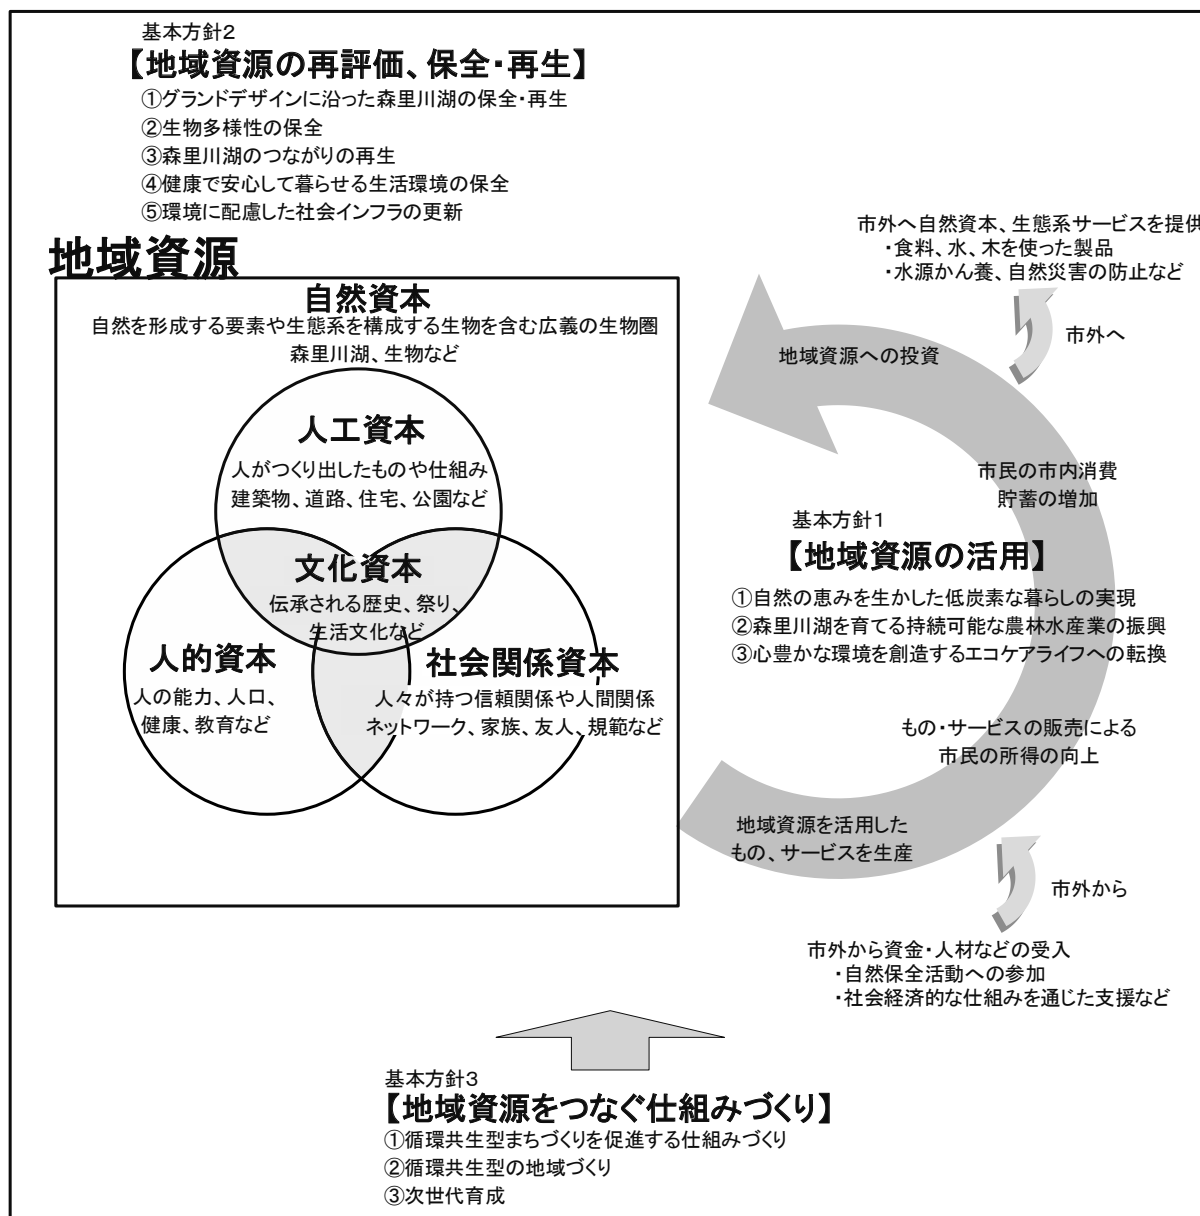 基本方針2
【地域資源の再評価、保全・再生】
①グランドデザインに沿った森里川湖の保全・再生
②生物多様性の保全
③森里川湖のつながりの再生
④健康で安心して暮らせる生活環境の保全
⑤環境に配慮した社会インフラの更新
地域資源
自然資本
自然を形成する要素や生態系を構成する生物を含む広義の生物圏
森里川湖、生物など
人工資本
人がつくり出したものや仕組み
建築物、道路、住宅、公園など
文化資本
伝承される歴史、祭り、
生活文化など
人的資本
人の能力、人口、
健康、教育など
社会関係資本
人々が持つ信頼関係や人間関係
ネットワーク、家族、友人、規範など
市外へ自然資本、生態系サービスを提供
・食料、水、木を使った製品
・水源かん養、自然災害の防止など
市外へ
地域資源への投資
市民の市内消費
貯蓄の増加
基本方針1
【地域資源の活用】
①自然の恵みを生かした低炭素な暮らしの実現
②森里川湖を育てる持続可能な農林水産業の振興
③心豊かな環境を創造するエコケアライフへの転換
もの・サービスの販売による
市民の所得の向上
地域資源を活用した
もの、サービスを生産
市外から
市外から資金・人材などの受入
・自然保全活動への参加
・社会経済的な仕組みを通じた支援など
基本方針3
【地域資源をつなぐ仕組みづくり】
①循環共生型まちづくりを促進する仕組みづくり
②循環共生型の地域づくり
③次世代育成